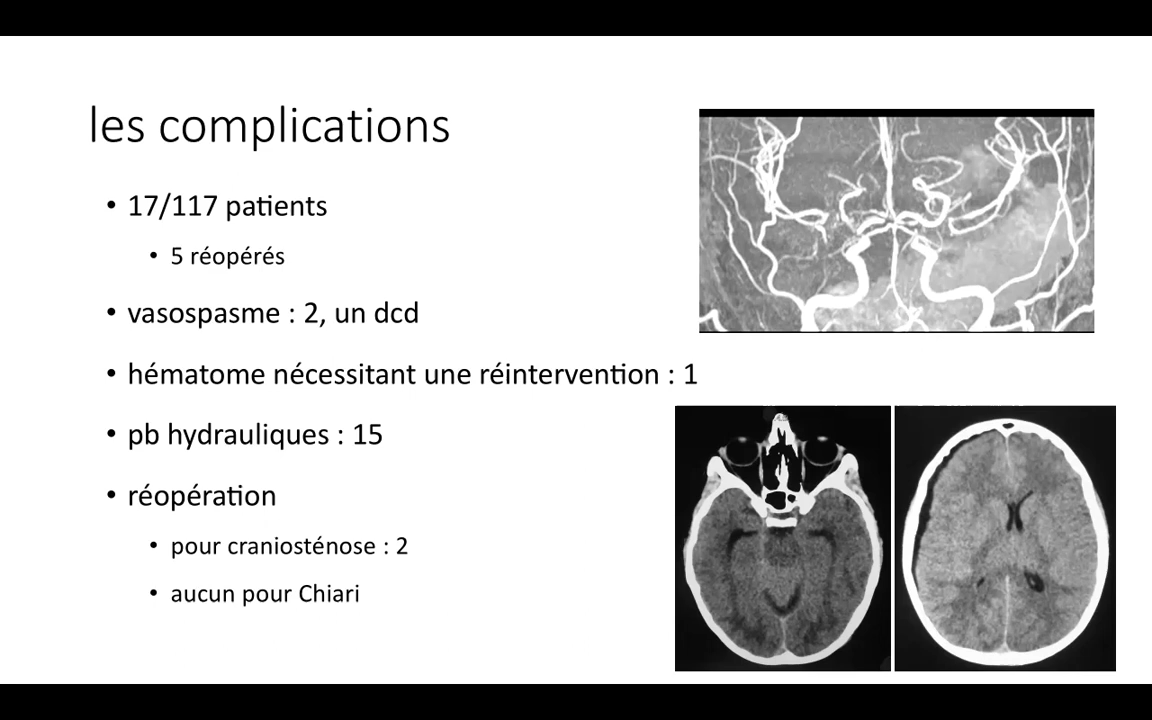 les complications
• 17/117 patients
• 5 réopérés
• vasospasme : 2, un dcd
• hématome nécessitant une réintervention : 1
• pb hydrauliques : 15
• réopération
• pour craniosténose : 2
• aucun pour Chiari